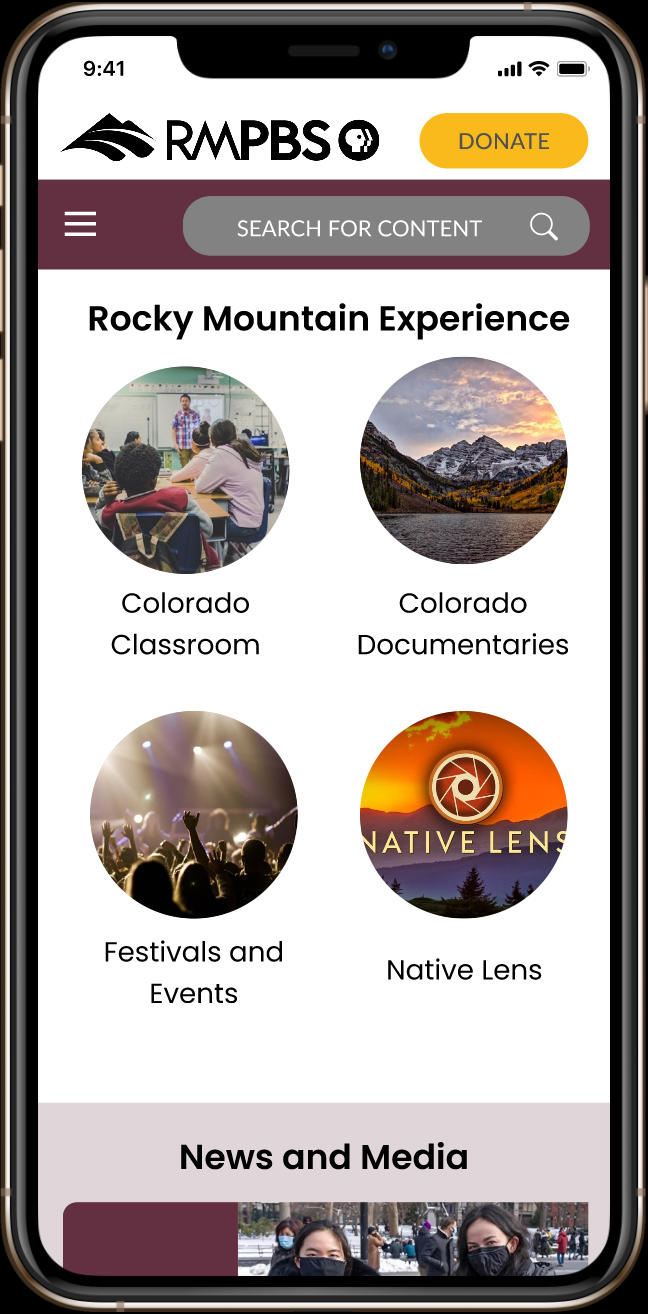 9:41
RMPBS
DONATE
SEARCH FOR CONTENT
Rocky Mountain Experience
Colorado
Classroom
Colorado
Documentaries
NATIVE LENS
Festivals and
Events
Native Lens
News and Media